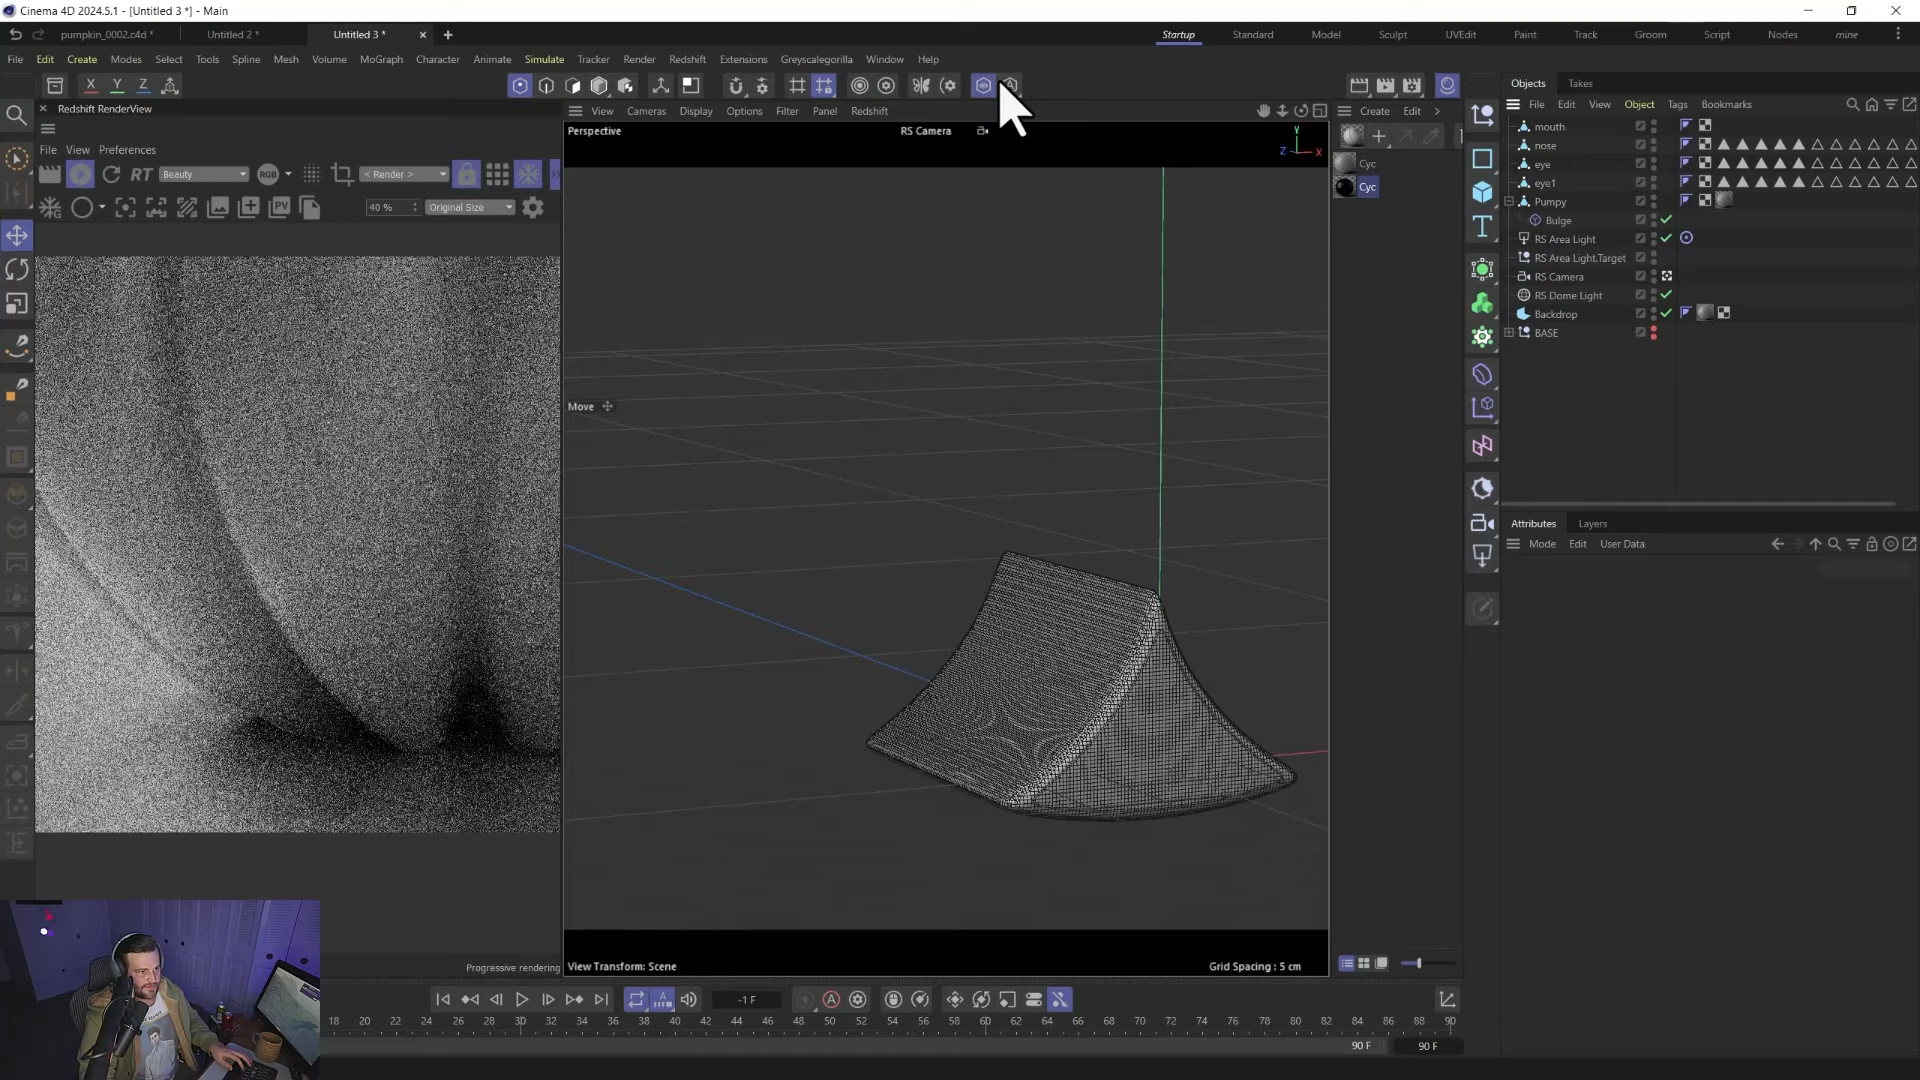 Cinema 4D 2024.5.1 - [Untitled 3 *] - Main
pumpkin_0002.c4d *
Untitled 2 *
Untitled 3 *
Startup
Standard
Model
Sculpt
UVEdit
Paint
Track
Groom
Script
Nodes
mine
File Edit Create Modes Select Tools Spline Mesh Volume MoGraph Character Animate Simulate Tracker Render Redshift Extensions Greyscalegorilla Window Help
X Y Z
Redshift RenderView
File View Preferences
RT
Beauty
RGB
< Render >
PV
40 %
Original Size
Progressive rendering
View Cameras Display Options Filter Panel Redshift
Perspective
RS Camera
Y
Z
X
Move
View Transform: Scene
Grid Spacing : 5 cm
Create Edit
Cyc
Cyc
Objects
Takes
File Edit View Object Tags Bookmarks
mouth
nose
eye
eye1
Pumpy
Bulge
RS Area Light
RS Area Light.Target
RS Camera
RS Dome Light
Backdrop
BASE
Attributes
Layers
Mode Edit User Data
-1 F
18 20 22 24 26 28 30 32 34 36 38 40 42 44 46 48 50 52 54 56 58 60 62 64 66 68 70 72 74 76 78 80 82 84 86 88 90
90 F
90 F